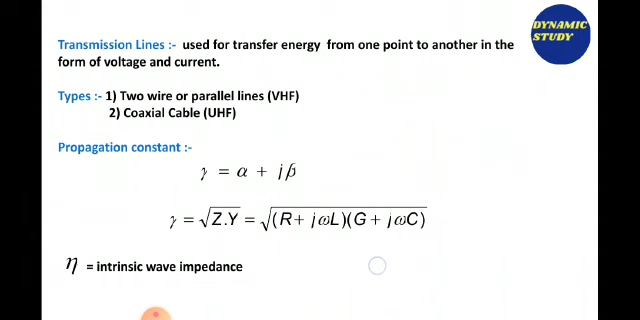 DYNAMIC
STUDY
Transmission Lines :- used for transfer energy from one point to another in the
form of voltage and current.
Types :- 1) Two wire or parallel lines (VHF)
2) Coaxial Cable (UHF)
Propagation constant :-
γ = α + jβ
γ = √Z.Y = √(R+ jωL)(G+ jωC)
η = intrinsic wave impedance